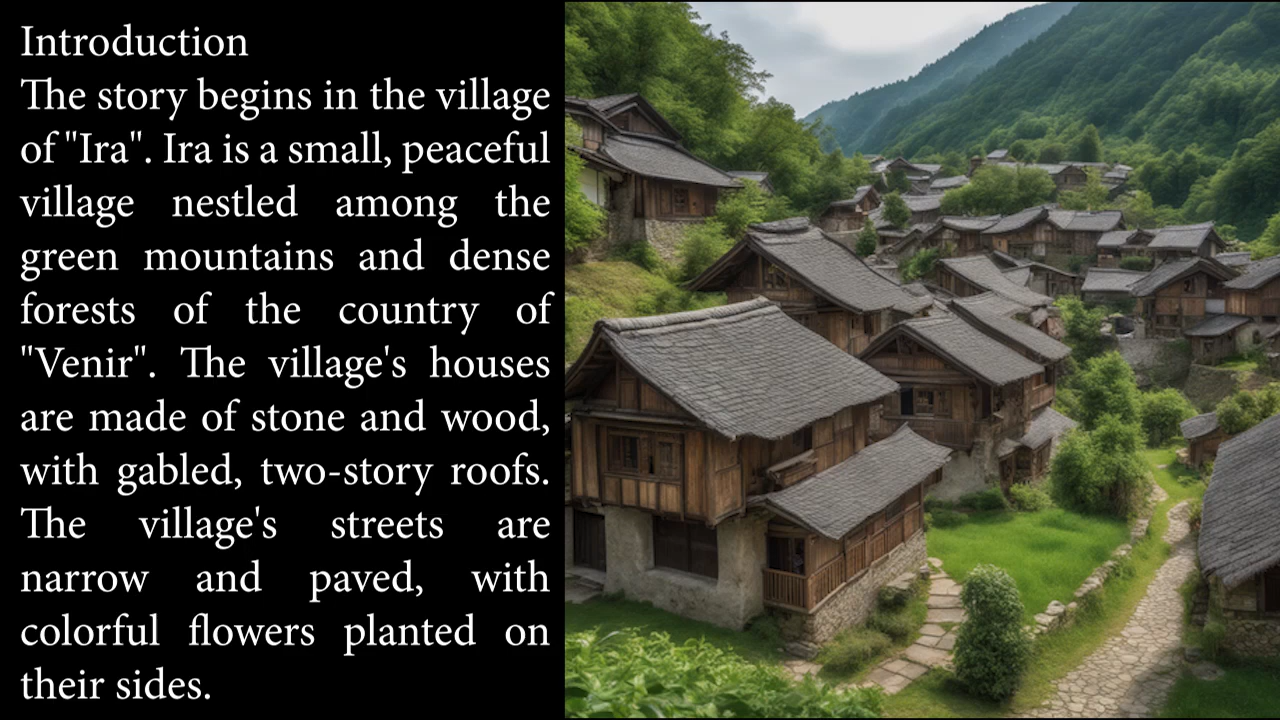 Introduction
The story begins in the village
of "Ira". Ira is a small, peaceful
village nestled among the
green mountains and dense
forests of the country of
"Venir". The village's houses
are made of stone and wood,
with gabled, two-story roofs.
The village's streets are
narrow and paved, with
colorful flowers planted on
their sides.